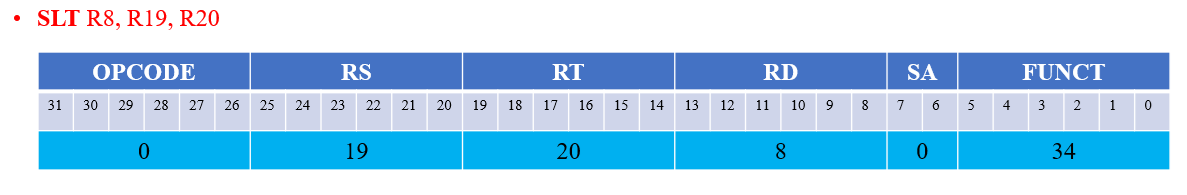 • SLT R8, R19, R20
OPCODE RS RT RD SA FUNCT
31 30 29 28 27 26 25 24 23 22 21 20 19 18 17 16 15 14 13 12 11 10 9 8 7 6 5 4 3 2 1 0
0 19 20 8 0 34